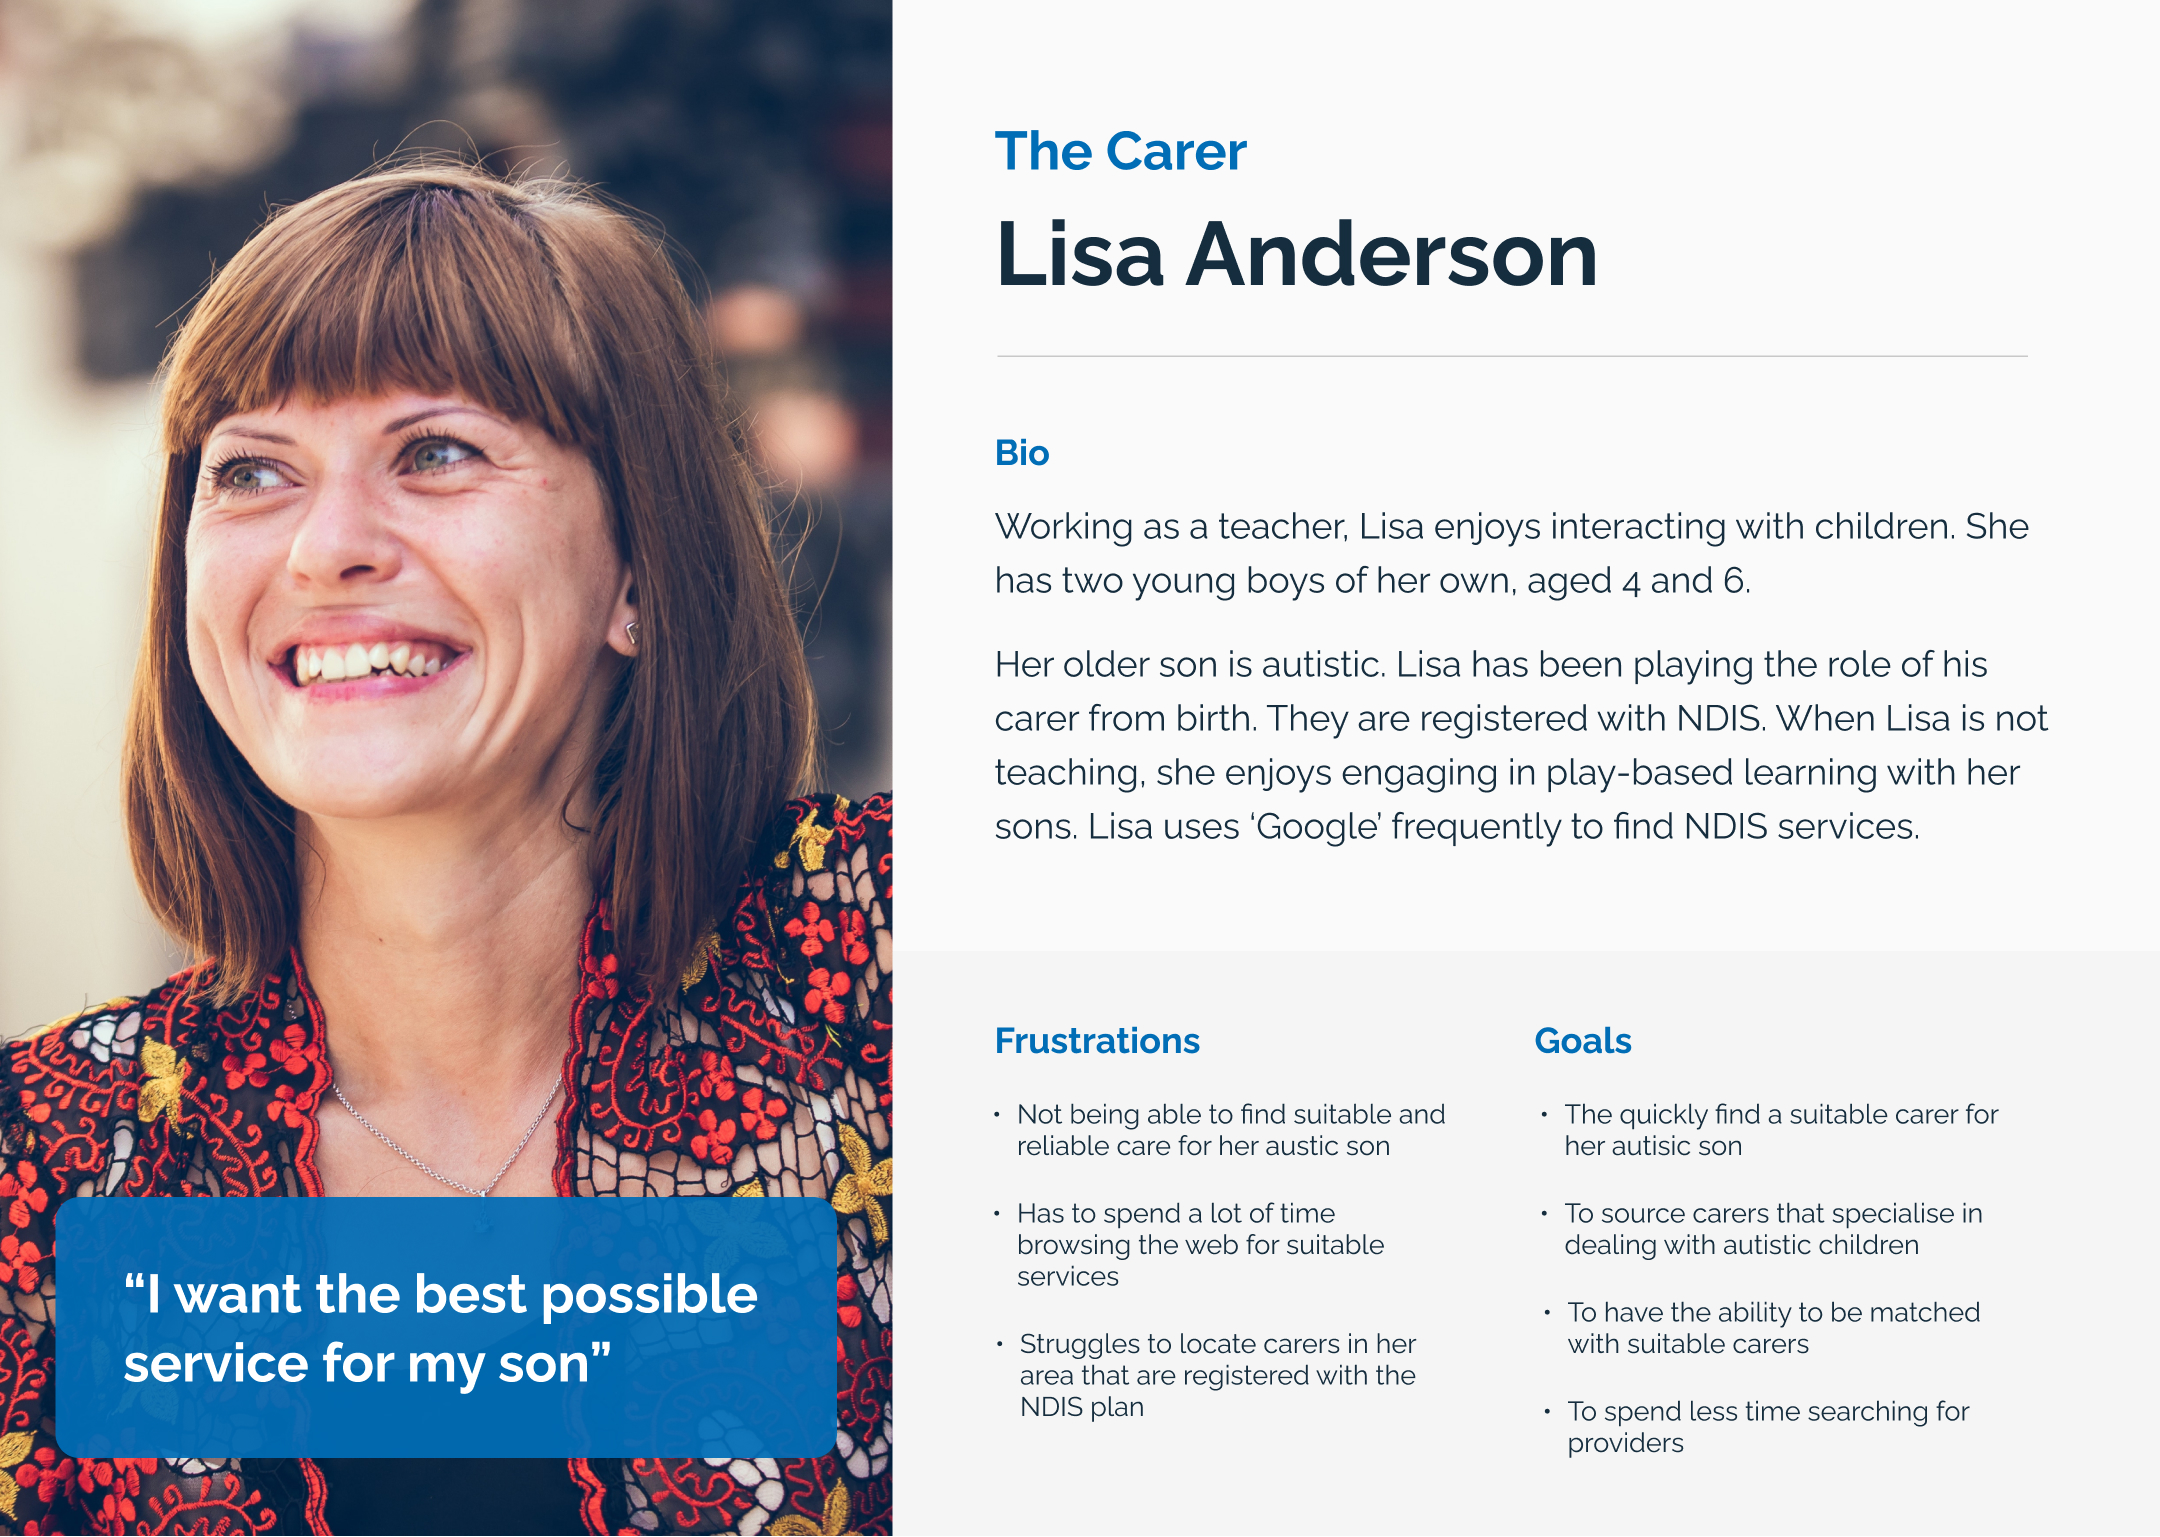 The Carer
Lisa Anderson
Bio
Working as a teacher, Lisa enjoys interacting with children. She
has two young boys of her own, aged 4 and 6.
Her older son is autistic. Lisa has been playing the role of his
carer from birth. They are registered with NDIS. When Lisa is not
teaching, she enjoys engaging in play-based learning with her
sons. Lisa uses ‘Google’ frequently to find NDIS services.
“I want the best possible
service for my son”
Frustrations
• Not being able to find suitable and
reliable care for her austic son
• Has to spend a lot of time
browsing the web for suitable
services
• Struggles to locate carers in her
area that are registered with the
NDIS plan
Goals
• The quickly find a suitable carer for
her autisic son
• To source carers that specialise in
dealing with autistic children
• To have the ability to be matched
with suitable carers
• To spend less time searching for
providers